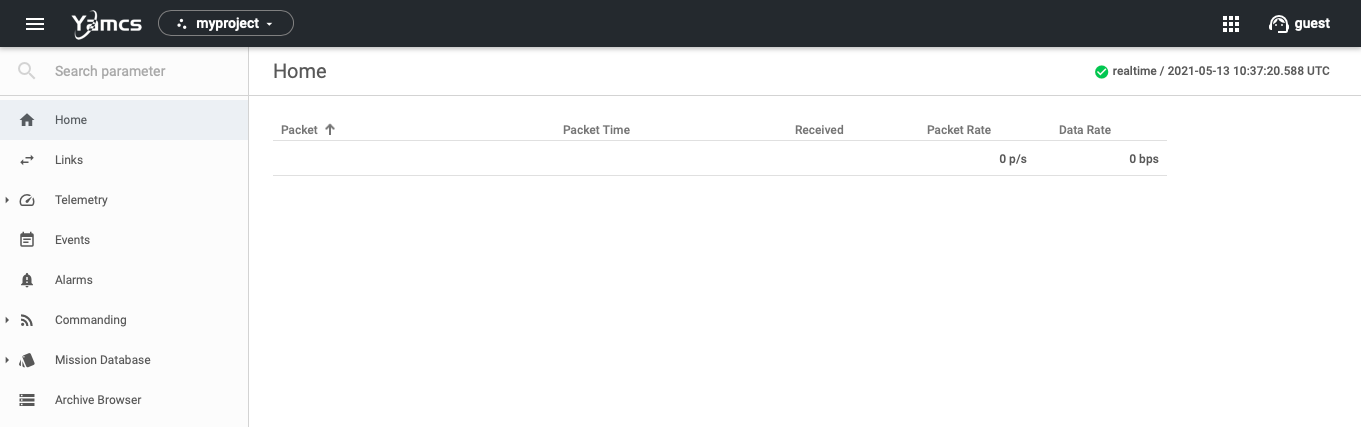 Yamcs myproject guest
Search parameter
Home
realtime / 2021-05-13 10:37:20.588 UTC
Home
Links
Telemetry
Events
Alarms
Commanding
Mission Database
Archive Browser
Packet Packet Time Received Packet Rate Data Rate
0 p/s 0 bps